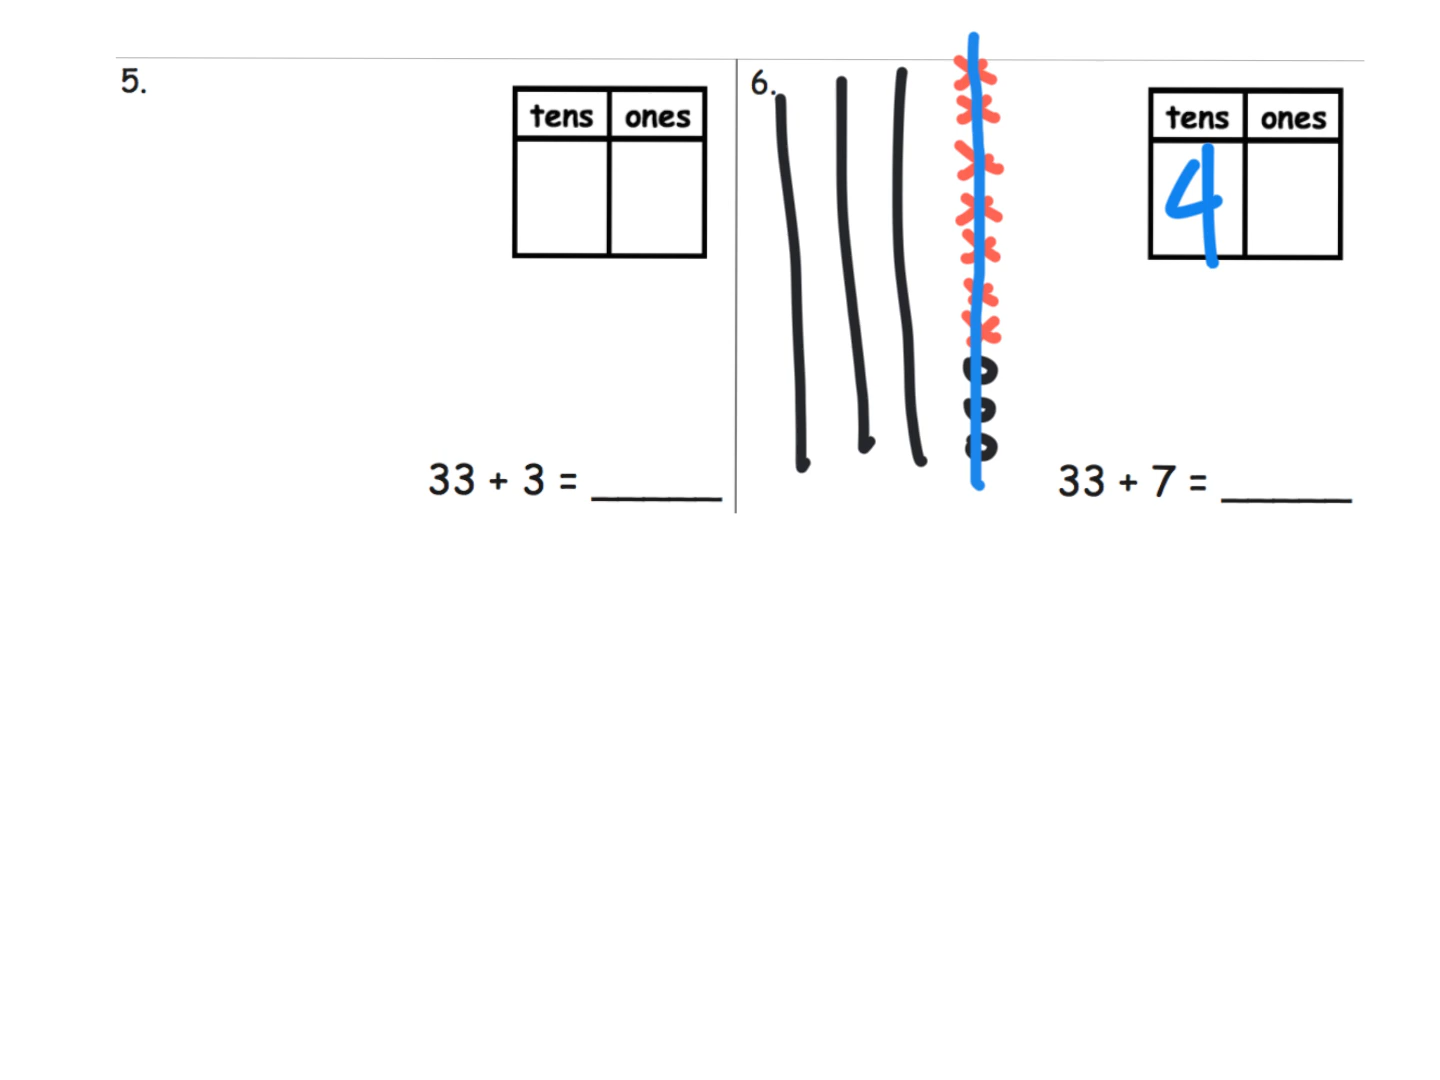 5.
tens ones
33 + 3 = ______
6.
tens ones
4
33 + 7 = ______